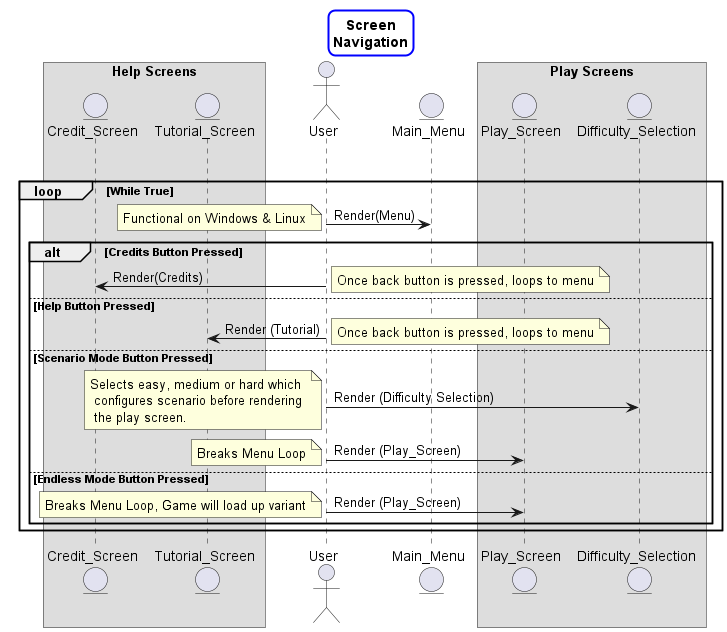 Screen
Navigation
Help Screens
Play Screens
Credit_Screen
Tutorial_Screen
User
Main_Menu
Play_Screen
Difficulty_Selection
loop
[While True]
Functional on Windows & Linux
Render(Menu)
alt
[Credits Button Pressed]
Render(Credits)
Once back button is pressed, loops to menu
[Help Button Pressed]
Render (Tutorial)
Once back button is pressed, loops to menu
[Scenario Mode Button Pressed]
Selects easy, medium or hard which
configures scenario before rendering
the play screen.
Render (Difficulty Selection)
Breaks Menu Loop
Render (Play_Screen)
[Endless Mode Button Pressed]
Breaks Menu Loop, Game will load up variant
Render (Play_Screen)
Credit_Screen
Tutorial_Screen
User
Main_Menu
Play_Screen
Difficulty_Selection